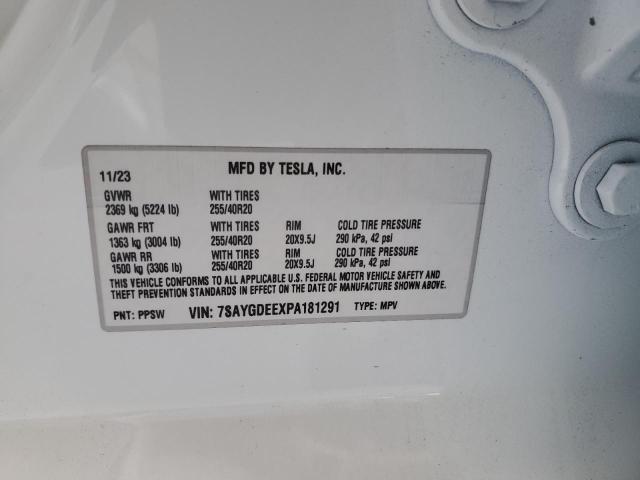 11/23 MFD BY TESLA, INC.
GVWR WITH TIRES
2369 kg (5224 lb) 255/40R20
GAWR FRT WITH TIRES RIM COLD TIRE PRESSURE
1363 kg (3004 lb) 255/40R20 20X9.5J 290 kPa, 42 psi
GAWR RR WITH TIRES RIM COLD TIRE PRESSURE
1500 kg (3306 lb) 255/40R20 20X9.5J 290 kPa, 42 psi
THIS VEHICLE CONFORMS TO ALL APPLICABLE U.S. FEDERAL MOTOR VEHICLE SAFETY AND
THEFT PREVENTION STANDARDS IN EFFECT ON DATE OF MANUFACTURE SHOWN ABOVE.
PNT: PPSW VIN: 7SAYGDEEXPA181291 TYPE: MPV